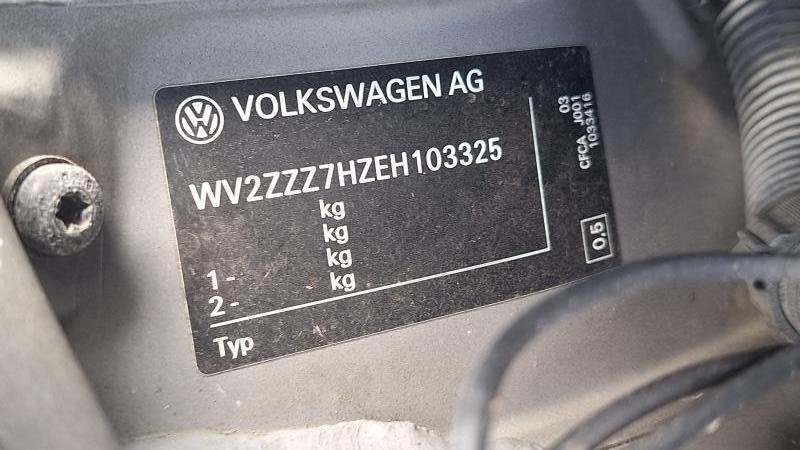 VOLKSWAGEN AG
WV2ZZZ7HZEH103325
kg
kg
1- kg
2- kg
Typ
03
CFCA J001
1033416
0,5